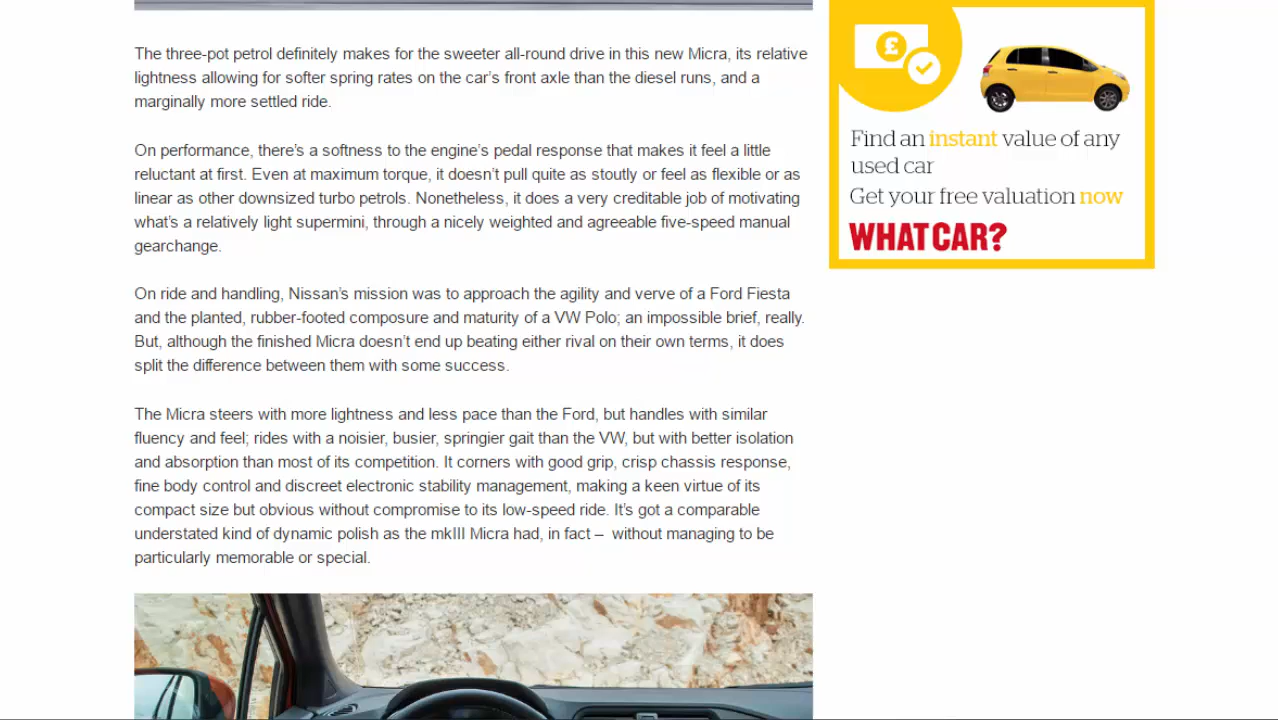 The three-pot petrol definitely makes for the sweeter all-round drive in this new Micra, its relative
lightness allowing for softer spring rates on the car’s front axle than the diesel runs, and a
marginally more settled ride.
On performance, there’s a softness to the engine’s pedal response that makes it feel a little
reluctant at first. Even at maximum torque, it doesn’t pull quite as stoutly or feel as flexible or as
linear as other downsized turbo petrols. Nonetheless, it does a very creditable job of motivating
what’s a relatively light supermini, through a nicely weighted and agreeable five-speed manual
gearchange.
On ride and handling, Nissan’s mission was to approach the agility and verve of a Ford Fiesta
and the planted, rubber-footed composure and maturity of a VW Polo; an impossible brief, really.
But, although the finished Micra doesn’t end up beating either rival on their own terms, it does
split the difference between them with some success.
The Micra steers with more lightness and less pace than the Ford, but handles with similar
fluency and feel; rides with a noisier, busier, springier gait than the VW, but with better isolation
and absorption than most of its competition. It corners with good grip, crisp chassis response,
fine body control and discreet electronic stability management, making a keen virtue of its
compact size but obvious without compromise to its low-speed ride. It’s got a comparable
understated kind of dynamic polish as the mkIII Micra had, in fact –  without managing to be
particularly memorable or special.
£
Find an instant value of any
used car
Get your free valuation now
WHAT CAR?